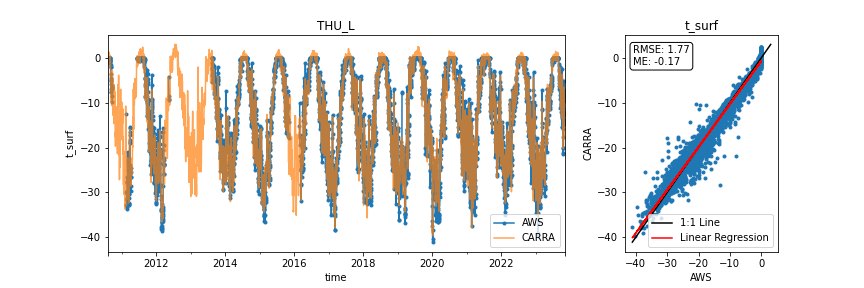 THU_L
t_surf
5
0
−10
−20
−30
−40
2012
2014
2016
2018
2020
2022
time
t_surf
AWS
CARRA
t_surf
RMSE: 1.77
ME: -0.17
0
−10
−20
−30
−40
−40
−30
−20
−10
0
AWS
CARRA
1:1 Line
Linear Regression